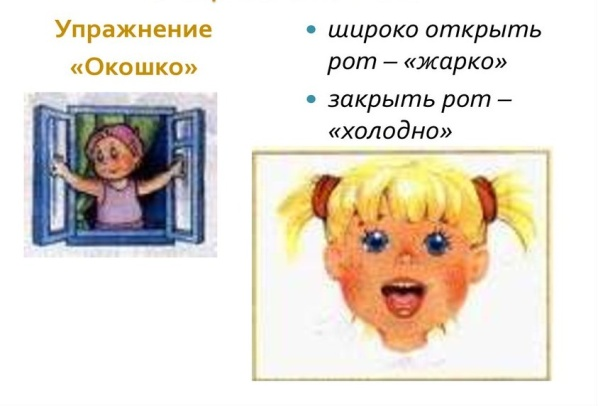 Упражнение
«Окошко»
• широко открыть
рот – «жарко»
• закрыть рот –
«холодно»